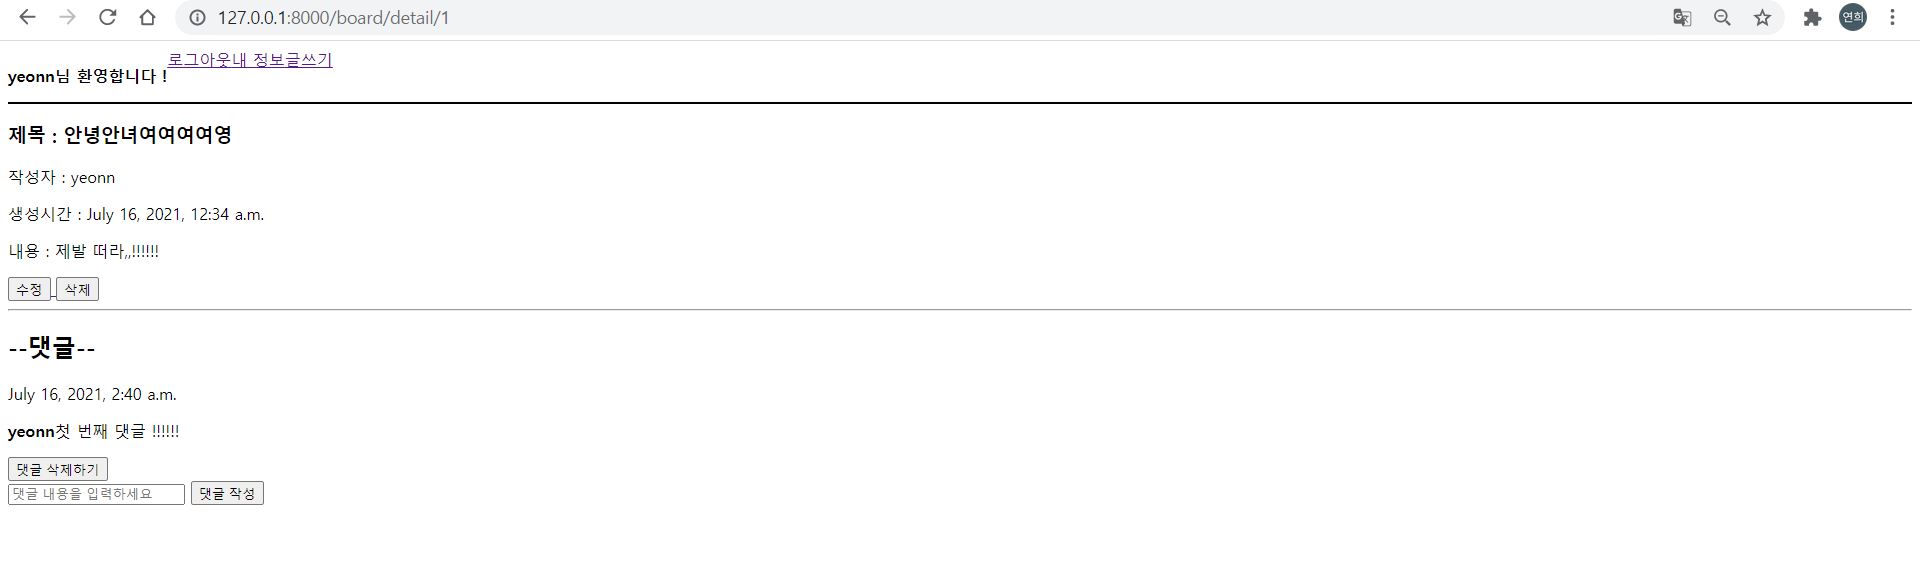 127.0.0.1:8000/board/detail/1
연희
로그아웃내 정보글쓰기
yeonn님 환영합니다 !
제목 : 안녕안녀여여여여영
작성자 : yeonn
생성시간 : July 16, 2021, 12:34 a.m.
내용 : 제발 떠라,,!!!!!!
수정 삭제
--댓글--
July 16, 2021, 2:40 a.m.
yeonn첫 번째 댓글 !!!!!!
댓글 삭제하기
댓글 내용을 입력하세요 댓글 작성